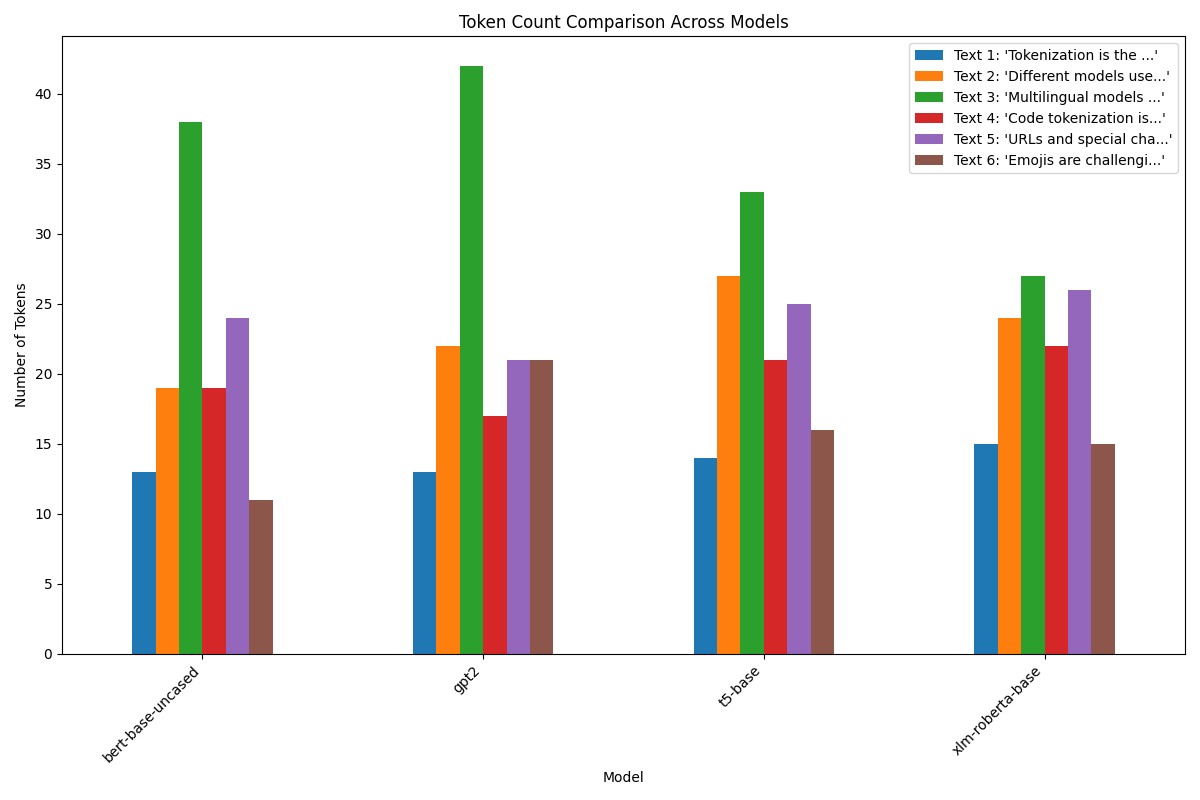 Token Count Comparison Across Models
Text 1: 'Tokenization is the ...'
Text 2: 'Different models use...'
Text 3: 'Multilingual models ...'
Text 4: 'Code tokenization is...'
Text 5: 'URLs and special cha...'
Text 6: 'Emojis are challengi...'
Number of Tokens
40
35
30
25
20
15
10
5
0
bert-base-uncased
gpt2
t5-base
xlm-roberta-base
Model